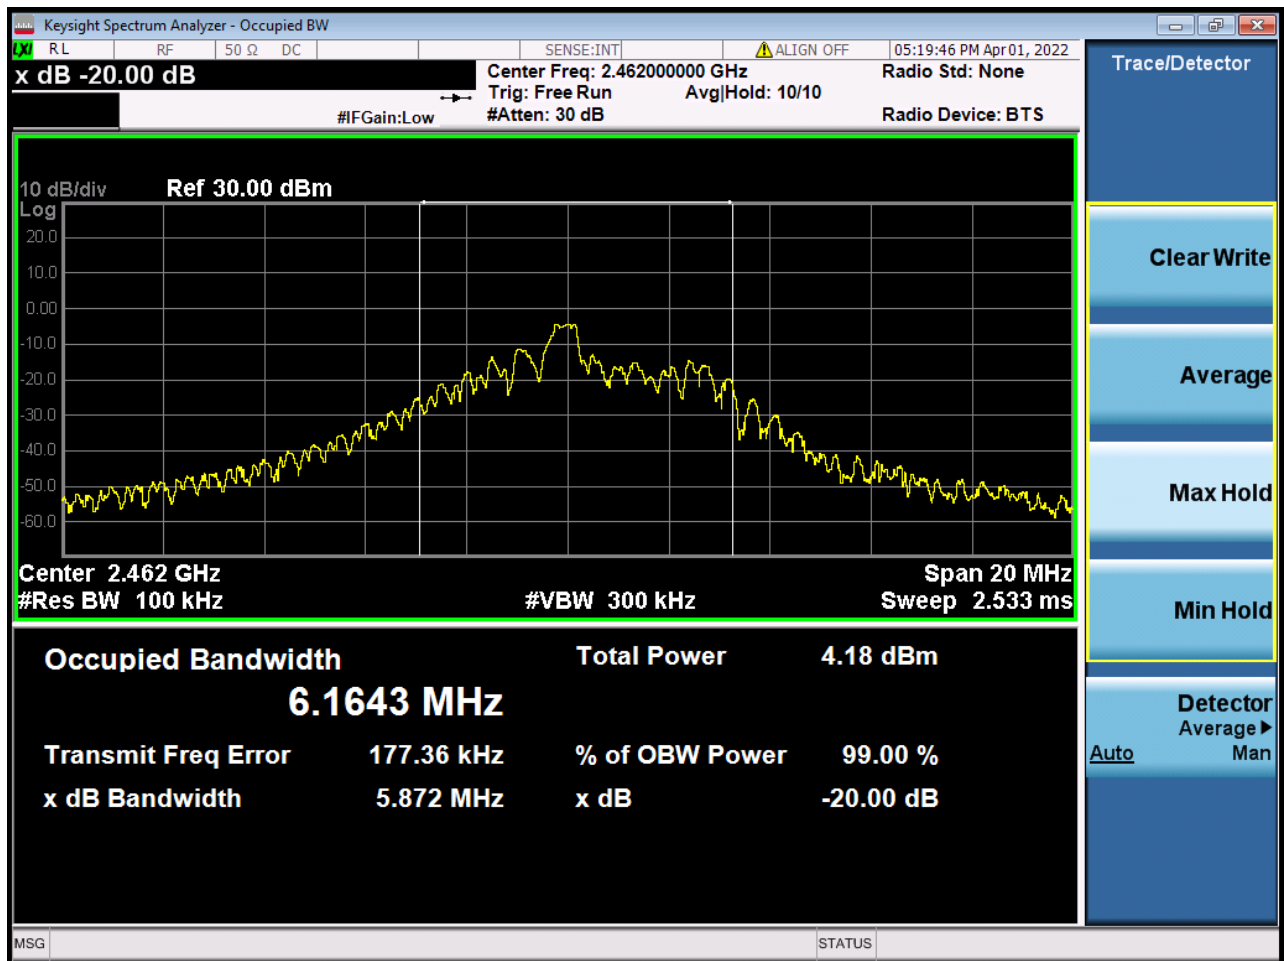 Keysight Spectrum Analyzer - Occupied BW
LXI RL RF 50 Ω DC SENSE:INT ALIGN OFF 05:19:46 PM Apr 01, 2022
x dB -20.00 dB
Center Freq: 2.462000000 GHz Radio Std: None
Trig: Free Run Avg|Hold: 10/10
#IFGain:Low #Atten: 30 dB Radio Device: BTS
10 dB/div Ref 30.00 dBm
Log
20.0
10.0
0.00
-10.0
-20.0
-30.0
-40.0
-50.0
-60.0
Center 2.462 GHz Span 20 MHz
#Res BW 100 kHz #VBW 300 kHz Sweep 2.533 ms
Occupied Bandwidth Total Power 4.18 dBm
6.1643 MHz
Transmit Freq Error 177.36 kHz % of OBW Power 99.00 %
x dB Bandwidth 5.872 MHz x dB -20.00 dB
MSG STATUS
Trace/Detector
Clear Write
Average
Max Hold
Min Hold
Detector
Average
Auto Man